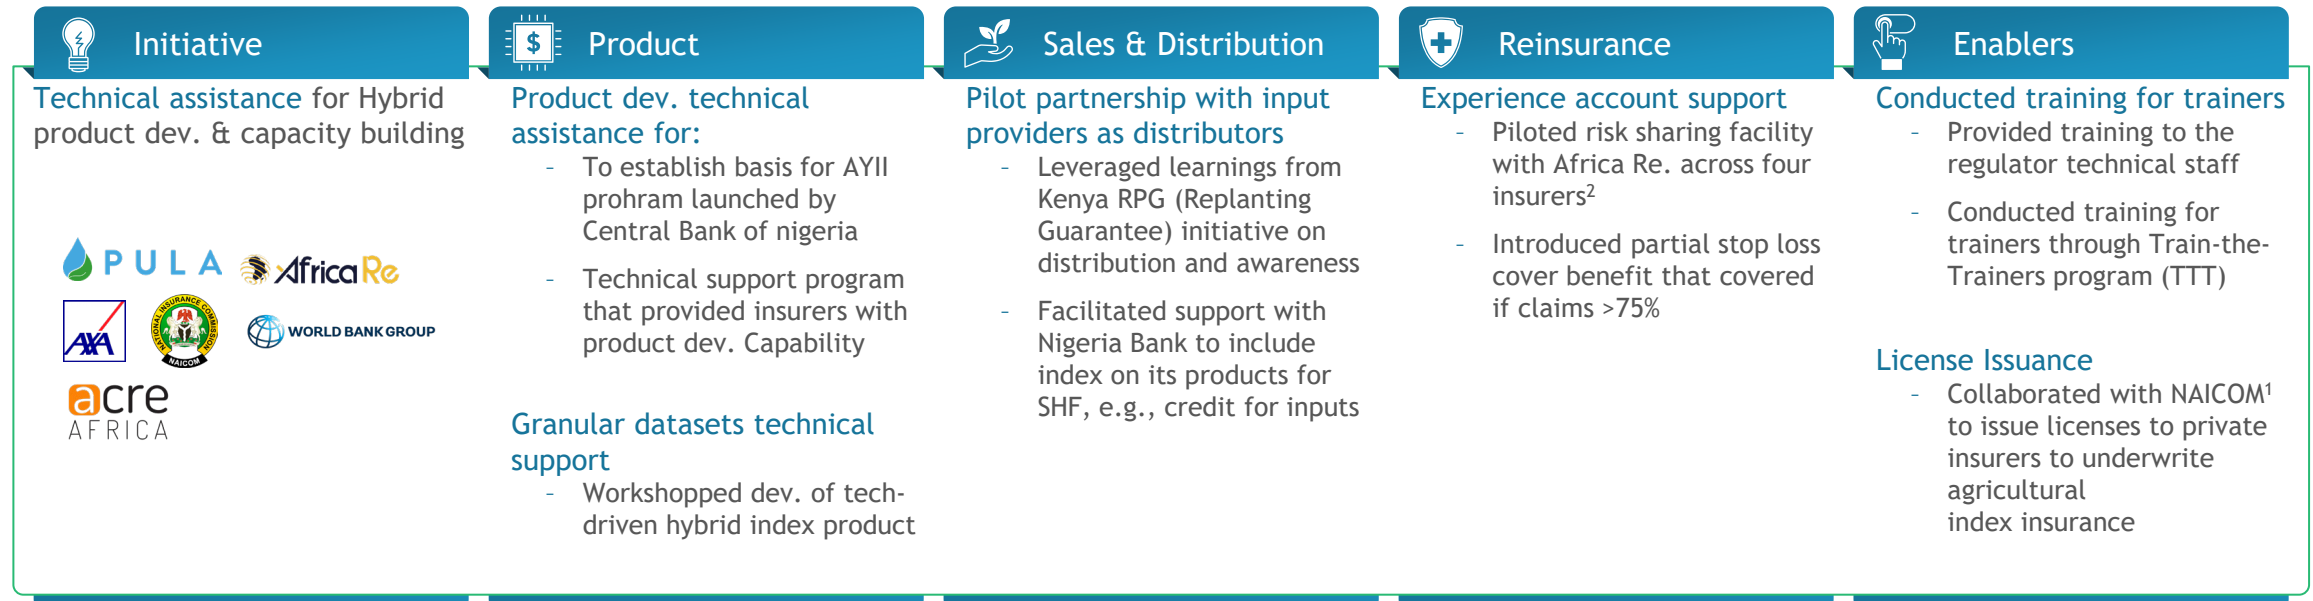 Initiative
Technical assistance for Hybrid
product dev. & capacity building
PULA
Africa Re
AXA
NATIONAL INSURANCE COMMISSION
NAICOM
WORLD BANK GROUP
acre
AFRICA
$
Product
Product dev. technical
assistance for:
- To establish basis for AYII
prohram launched by
Central Bank of nigeria
- Technical support program
that provided insurers with
product dev. Capability
Granular datasets technical
support
- Workshopped dev. of tech-
driven hybrid index product
Sales & Distribution
Pilot partnership with input
providers as distributors
- Leveraged learnings from
Kenya RPG (Replanting
Guarantee) initiative on
distribution and awareness
- Facilitated support with
Nigeria Bank to include
index on its products for
SHF, e.g., credit for inputs
Reinsurance
Experience account support
- Piloted risk sharing facility
with Africa Re. across four
insurers²
- Introduced partial stop loss
cover benefit that covered
if claims >75%
Enablers
Conducted training for trainers
- Provided training to the
regulator technical staff
- Conducted training for
trainers through Train-the-
Trainers program (TTT)
License Issuance
- Collaborated with NAICOM¹
to issue licenses to private
insurers to underwrite
agricultural
index insurance